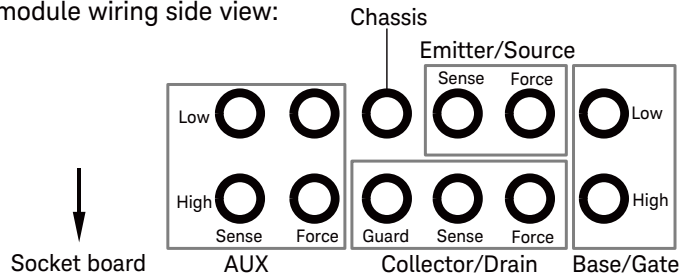 module wiring side view:
Chassis
Emitter/Source
Sense Force
Low Low
High High
Sense Force Guard Sense Force
Socket board AUX Collector/Drain Base/Gate